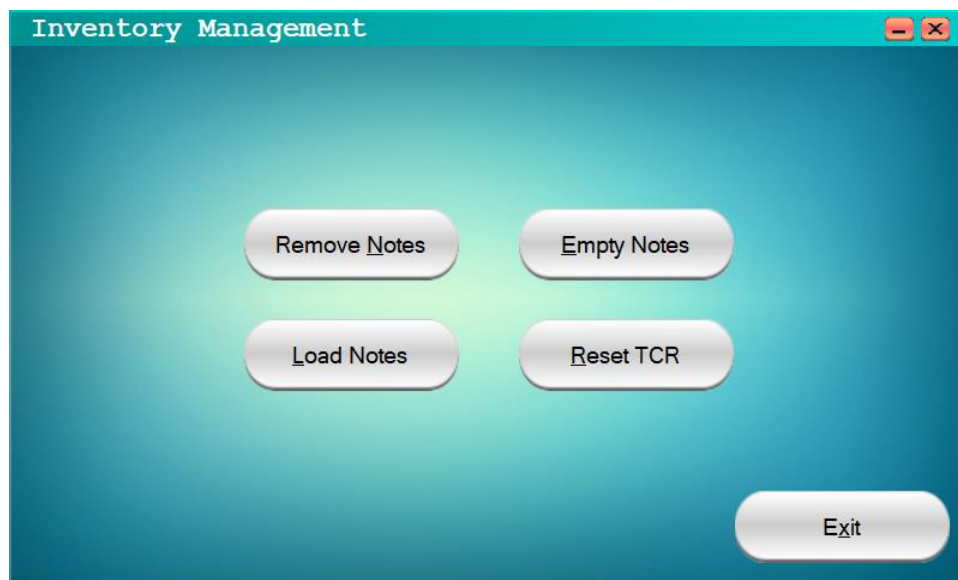 Inventory Management
Remove Notes
Empty Notes
Load Notes
Reset TCR
Exit